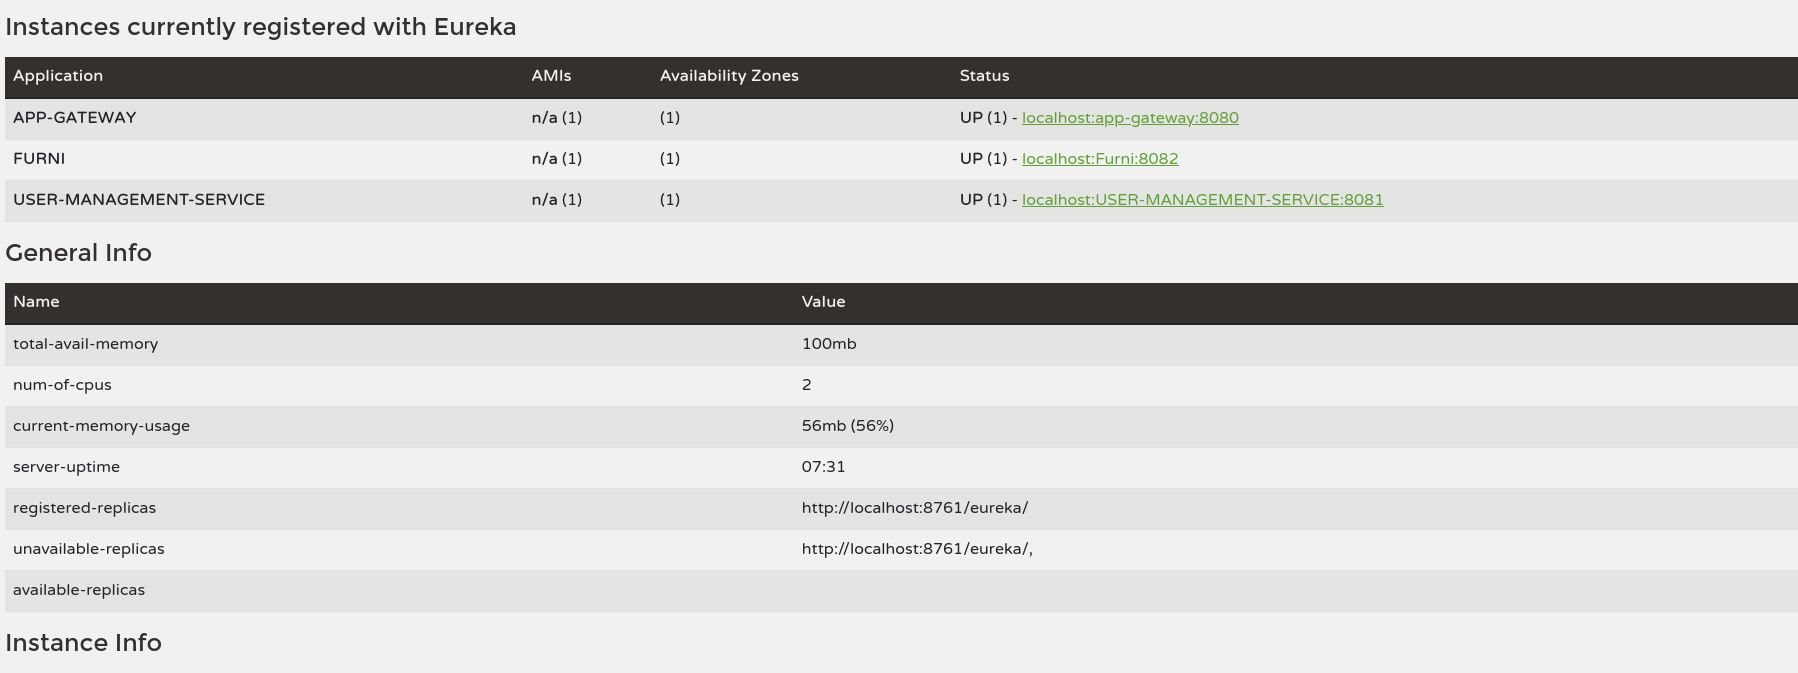 Instances currently registered with Eureka
Application AMIs Availability Zones Status
APP-GATEWAY n/a (1) (1) UP (1) - localhost:app-gateway:8080
FURNI n/a (1) (1) UP (1) - localhost:Furni:8082
USER-MANAGEMENT-SERVICE n/a (1) (1) UP (1) - localhost:USER-MANAGEMENT-SERVICE:8081
General Info
Name Value
total-avail-memory 100mb
num-of-cpus 2
current-memory-usage 56mb (56%)
server-uptime 07:31
registered-replicas http://localhost:8761/eureka/
unavailable-replicas http://localhost:8761/eureka/,
available-replicas
Instance Info